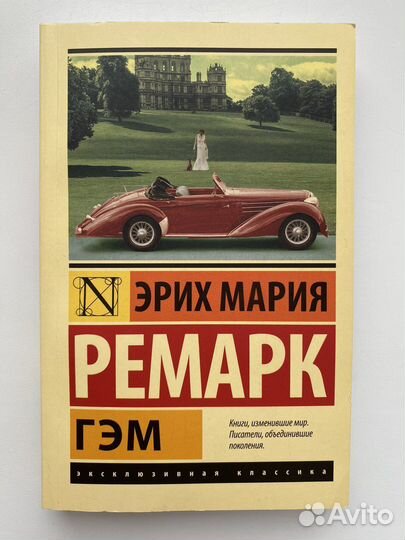 N
ЭРИХ МАРИЯ
РЕМАРК
ГЭМ
Книги, изменившие мир.
Писатели, объединившие
поколения.
эксклюзивная классика
Avito